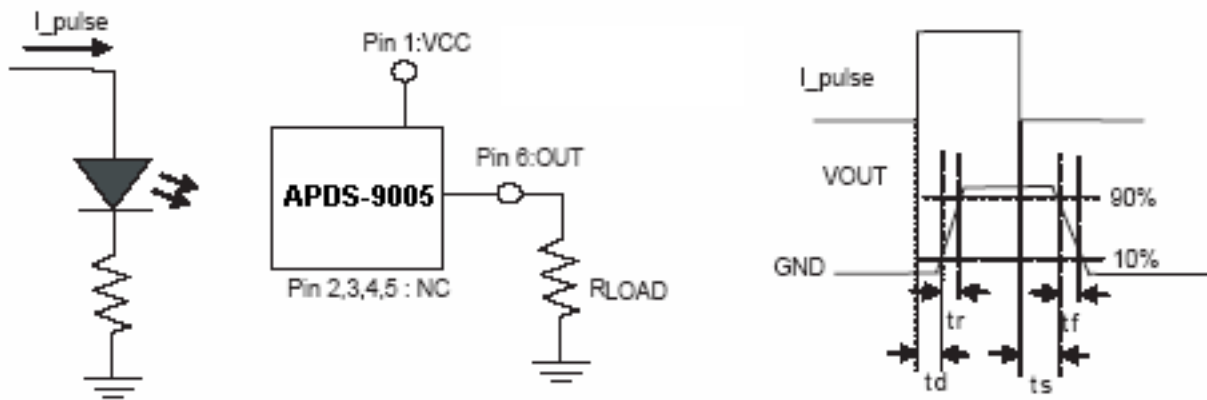 I_pulse
Pin 1:VCC
APDS-9005
Pin 6:OUT
Pin 2,3,4,5 : NC
RLOAD
I_pulse
VOUT
90%
GND
10%
tr
tf
td
ts